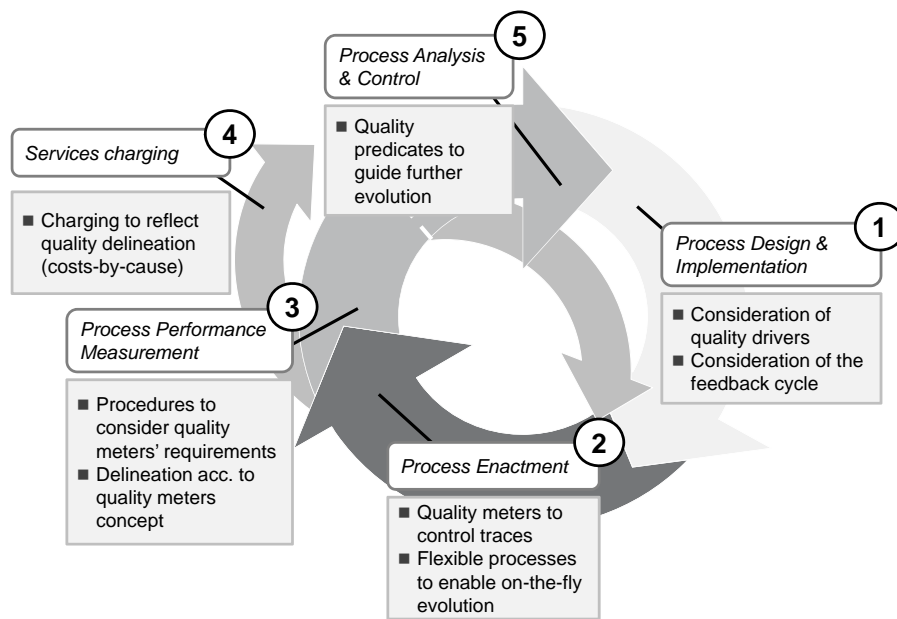 5
Process Analysis
& Control
■ Quality
predicates to
guide further
evolution
4
Services charging
■ Charging to reflect
quality delineation
(costs-by-cause)
1
Process Design &
Implementation
■ Consideration of
quality drivers
■ Consideration of the
feedback cycle
3
Process Performance
Measurement
■ Procedures to
consider quality
meters' requirements
■ Delineation acc. to
quality meters
concept
2
Process Enactment
■ Quality meters to
control traces
■ Flexible processes
to enable on-the-fly
evolution